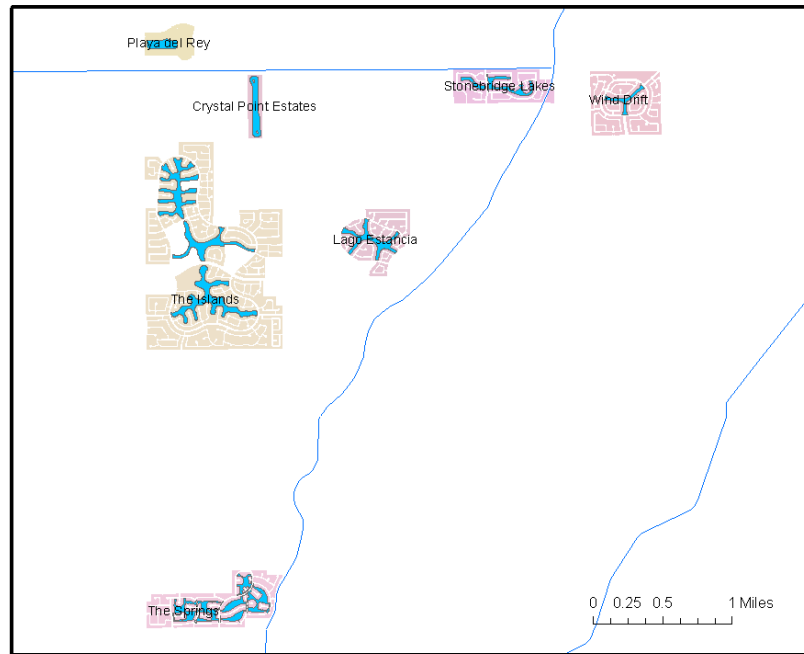 Playa del Rey
Stonebridge Lakes
Wind Drift
Crystal Point Estates
Lago Estancia
The Islands
The Springs
0 0.25 0.5 1 Miles